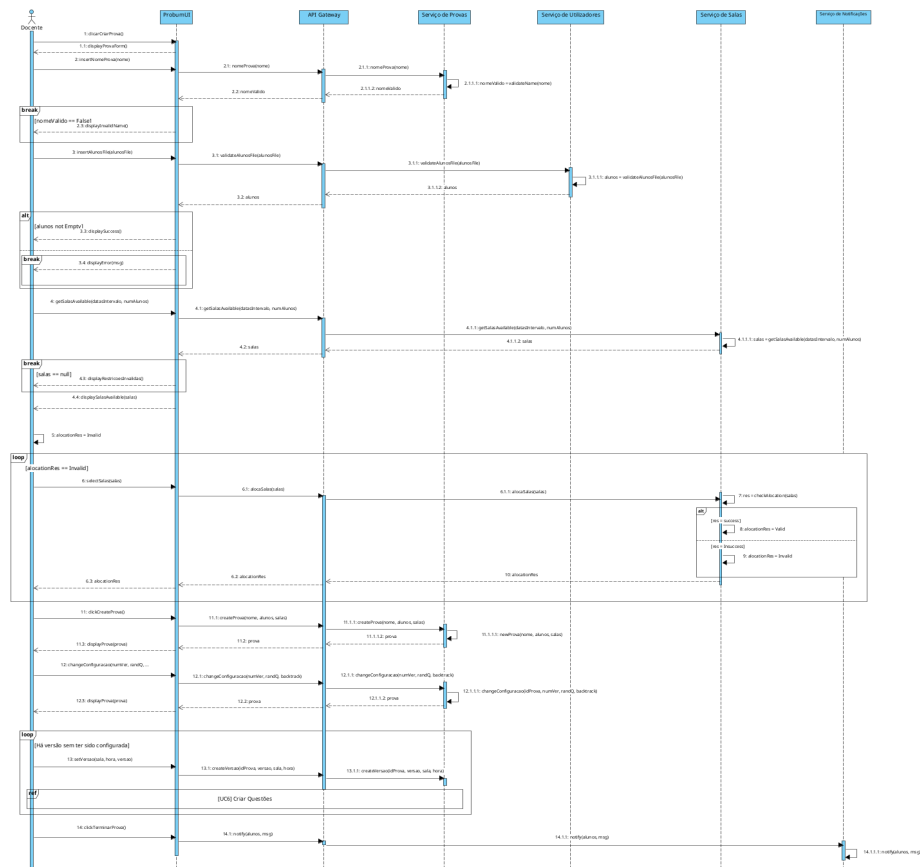 Docente
ProbumUI
API Gateway
Serviço de Provas
Serviço de Utilizadores
Serviço de Salas
Serviço de Notificações
1: clicarCriarProva()
1.1: displayProvaForm()
2: insertNomeProva(nome)
2.1: nomeProva(nome)
2.1.1: nomeProva(nome)
2.1.1.1: nomeValido = validateName(nome)
2.1.1.2: nomeValido
2.2: nomeValido
break
[nomeValido == False]
2.3: displayInvalidName()
3: insertAlunosFile(alunosFile)
3.1: validateAlunosFile(alunosFile)
3.1.1: validateAlunosFile(alunosFile)
3.1.1.1: alunos = validateAlunosFile(alunosFile)
3.1.1.2: alunos
3.2: alunos
alt
[alunos not Empty]
3.3: displaySucess()
break
3.4: displayError(msg)
4: getSalasAvailable(datasIntervalo, numAlunos)
4.1: getSalasAvailable(datasIntervalo, numAlunos)
4.1.1: getSalasAvailable(datasIntervalo, numAlunos)
4.1.1.1: salas = getSalasAvailable(datasIntervalo, numAlunos)
4.1.1.2: salas
4.2: salas
break
[salas == null]
4.3: displayRestricoesInvalidas()
4.4: displaySalasAvailable(salas)
5: alocationRes = Invalid
loop
[alocationRes == Invalid]
6: selectSalas(salas)
6.1: alocaSalas(salas)
6.1.1: alocaSalas(salas)
7: res = checkAllocation(salas)
alt
[res = sucess]
8: alocationRes = Valid
[res = Insucess]
9: alocationRes = Invalid
10: alocationRes
6.2: alocationRes
6.3: alocationRes
11: clickCreateProva()
11.1: createProva(nome, alunos, salas)
11.1.1: createProva(nome, alunos, salas)
11.1.1.1: newProva(nome, alunos, salas)
11.1.1.2: prova
11.2: prova
11.3: displayProva(prova)
12: changeConfiguracao(numVer, randQ, ...
12.1: changeConfiguracao(numVer, randQ, backtrack)
12.1.1: changeConfiguracao(numVer, randQ, backtrack)
12.1.1.1: changeConfiguracao(idProva, numVer, randQ, backtrack)
12.1.1.2: prova
12.2: prova
12.3: displayProva(prova)
loop
[Há versão sem ter sido configurada]
13: setVersao(sala, hora, versao)
13.1: createVersao(idProva, versao, sala, hora)
13.1.1: createVersao(idProva, versao, sala, hora)
ref
[UC6] Criar Questões
14: clickTerminarProva()
14.1: notify(alunos, msg)
14.1.1: notify(alunos, msg)
14.1.1.1: notify(alunos, msg)